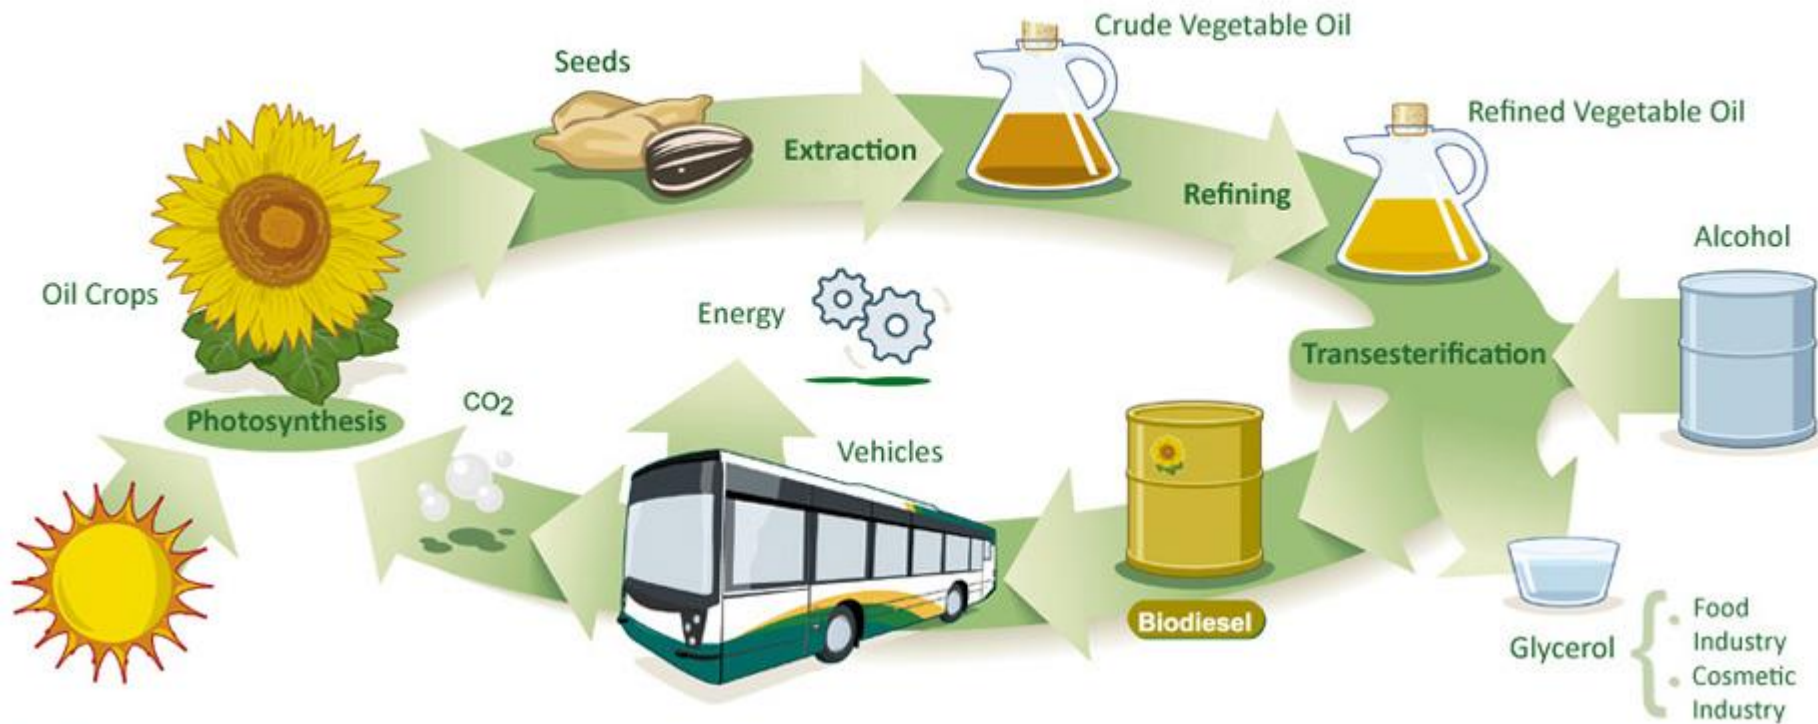 Crude Vegetable Oil
Seeds
Refined Vegetable Oil
Extraction
Refining
Alcohol
Oil Crops
Energy
Transesterification
Photosynthesis
CO2
Vehicles
Biodiesel
Glycerol
• Food
Industry
• Cosmetic
Industry